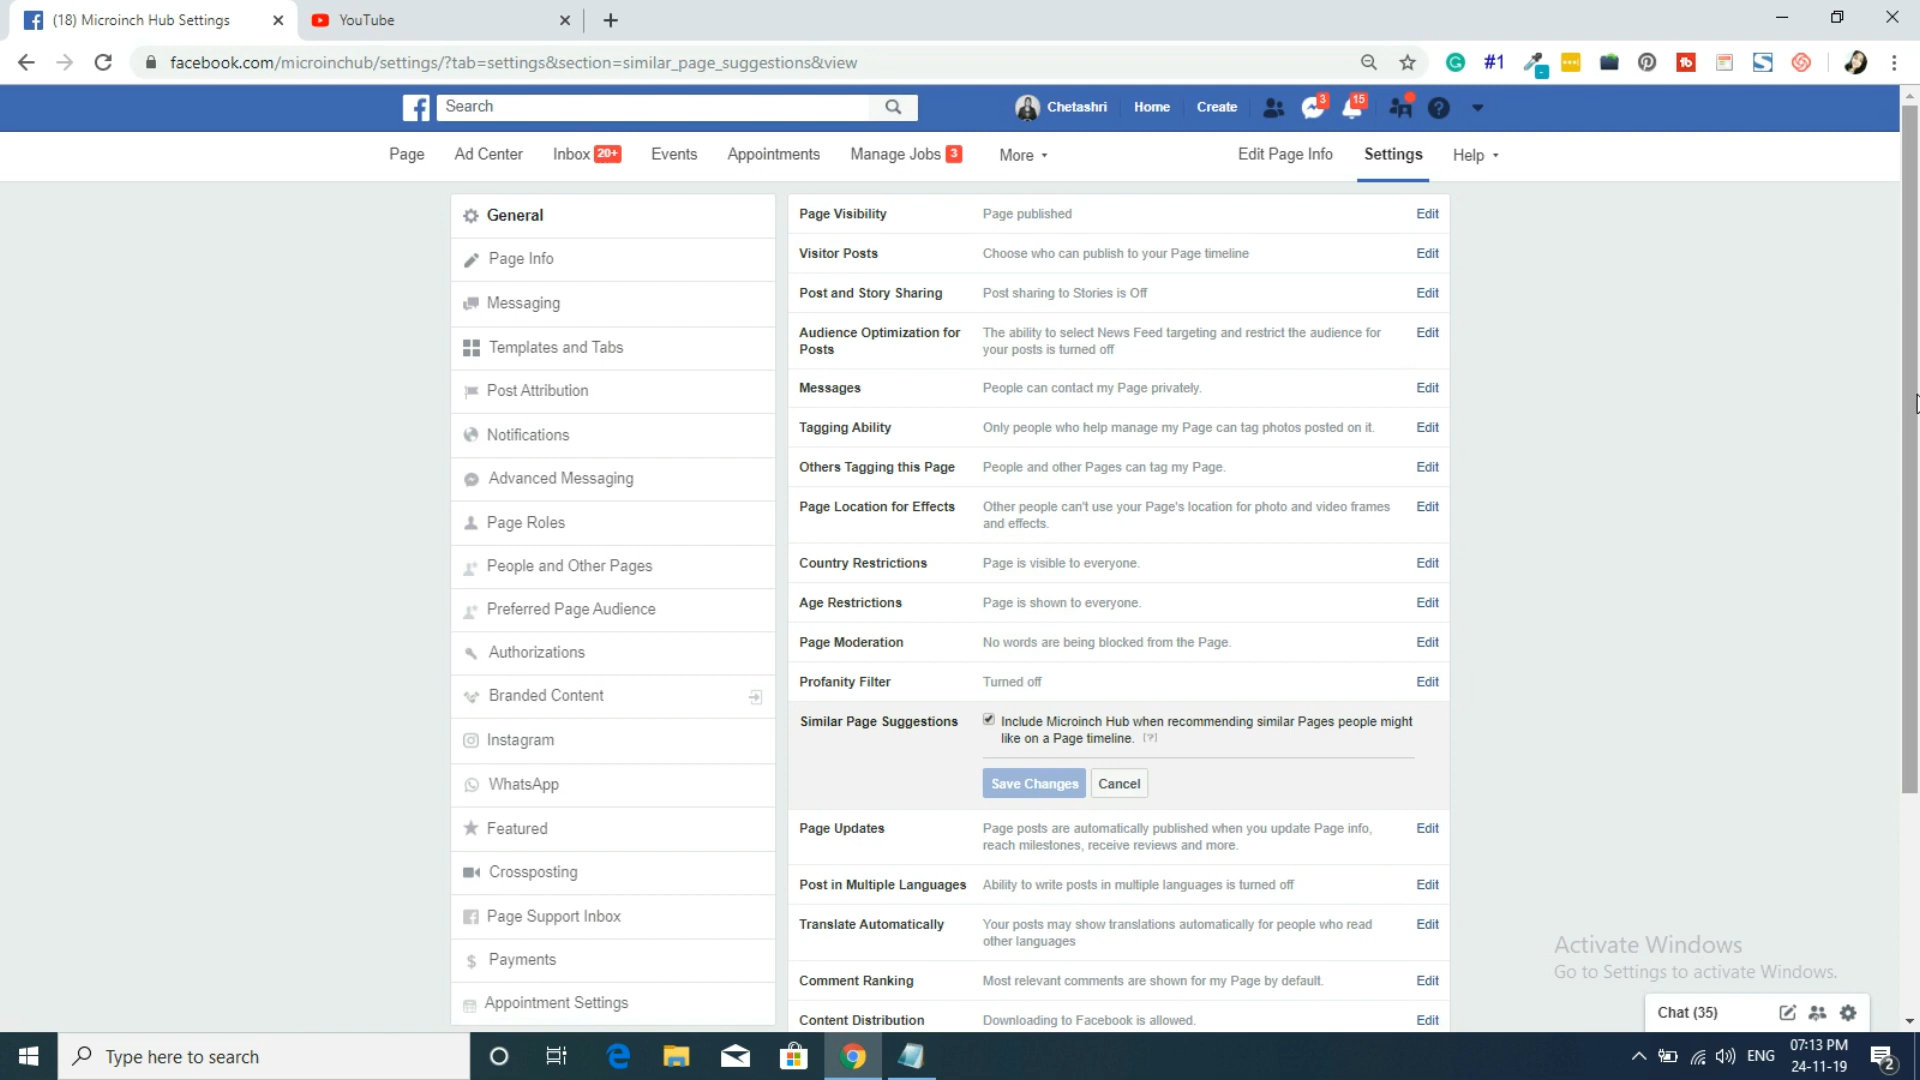 (18) Microinch Hub Settings
YouTube
facebook.com/microinchub/settings/?tab=settings&section=similar_page_suggestions&view
#1
Search
Chetashri
Home
Create
3
15
Page
Ad Center
Inbox 20+
Events
Appointments
Manage Jobs 3
More
Edit Page Info
Settings
Help
General
Page Info
Messaging
Templates and Tabs
Post Attribution
Notifications
Advanced Messaging
Page Roles
People and Other Pages
Preferred Page Audience
Authorizations
Branded Content
Instagram
WhatsApp
Featured
Crossposting
Page Support Inbox
Payments
Appointment Settings
Page Visibility Page published Edit
Visitor Posts Choose who can publish to your Page timeline Edit
Post and Story Sharing Post sharing to Stories is Off Edit
Audience Optimization for The ability to select News Feed targeting and restrict the audience for Edit
Posts your posts is turned off
Messages People can contact my Page privately. Edit
Tagging Ability Only people who help manage my Page can tag photos posted on it. Edit
Others Tagging this Page People and other Pages can tag my Page. Edit
Page Location for Effects Other people can't use your Page's location for photo and video frames Edit
and effects.
Country Restrictions Page is visible to everyone. Edit
Age Restrictions Page is shown to everyone. Edit
Page Moderation No words are being blocked from the Page. Edit
Profanity Filter Turned off Edit
Similar Page Suggestions Include Microinch Hub when recommending similar Pages people might
like on a Page timeline. [?]
Save Changes Cancel
Page Updates Page posts are automatically published when you update Page info, Edit
reach milestones, receive reviews and more.
Post in Multiple Languages Ability to write posts in multiple languages is turned off Edit
Translate Automatically Your posts may show translations automatically for people who read Edit
other languages
Comment Ranking Most relevant comments are shown for my Page by default. Edit
Content Distribution Downloading to Facebook is allowed. Edit
Activate Windows
Go to Settings to activate Windows.
Chat (35)
Type here to search
ENG
07:13 PM
24-11-19
2